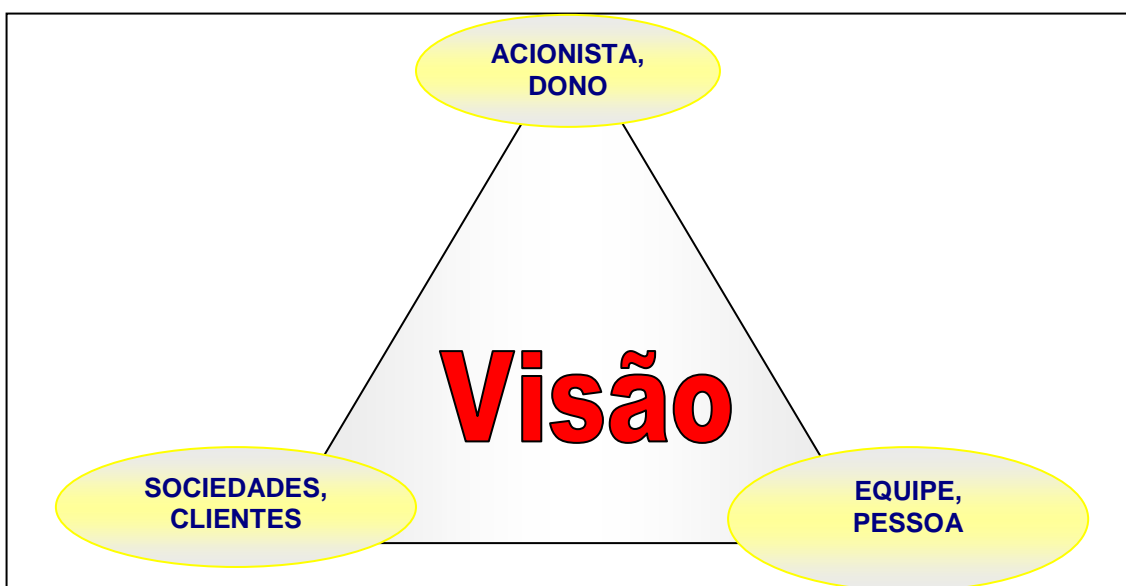 ACIONISTA,
DONO
Visão
SOCIEDADES,
CLIENTES
EQUIPE,
PESSOA